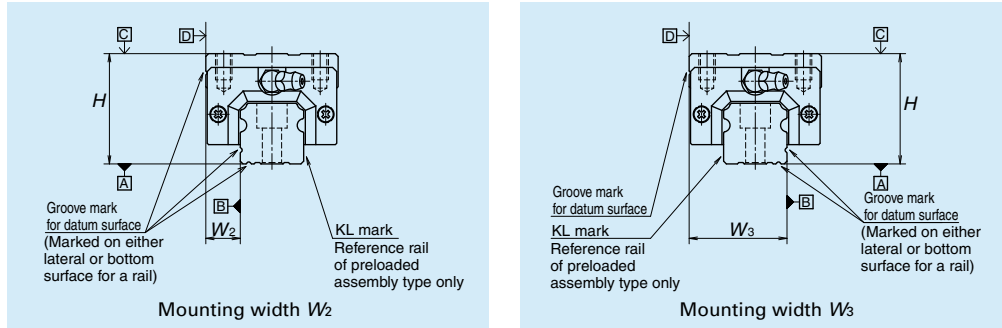 C
D
H
A
B
Groove mark
for datum surface
(Marked on either
lateral or bottom
surface for a rail)
W2
KL mark
Reference rail
of preloaded
assembly type only
Mounting width W2
D
C
H
A
B
Groove mark
for datum surface
KL mark
Reference rail
of preloaded
assembly type only
W3
Groove mark
for datum surface
(Marked on either
lateral or bottom
surface for a rail)
Mounting width W3